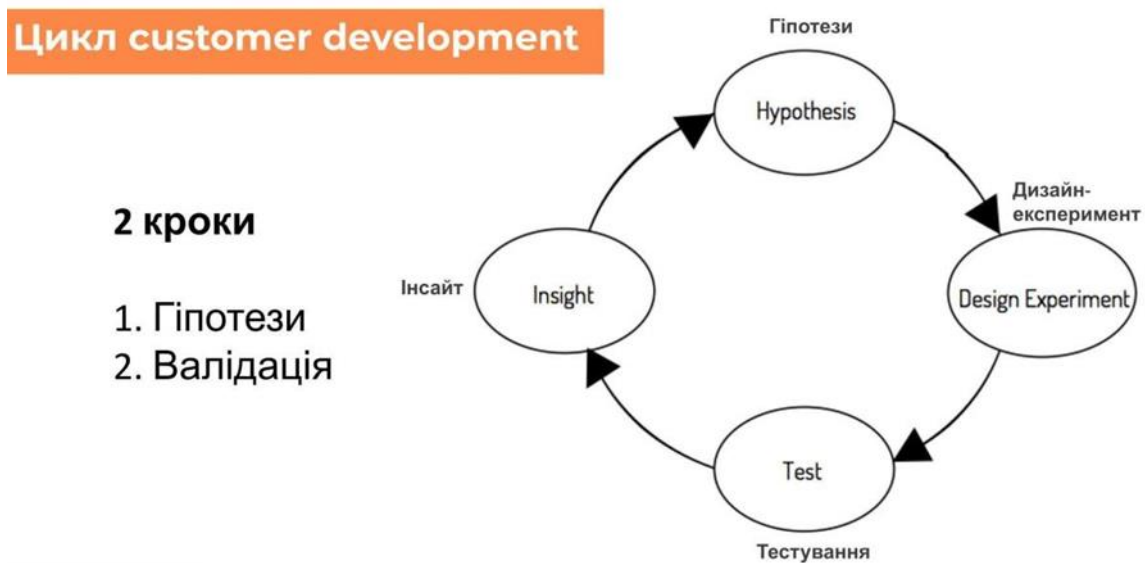 Цикл customer development
2 кроки
1. Гіпотези
2. Валідація
Гіпотези
Hypothesis
Дизайн-
експеримент
Design Experiment
Test
Тестування
Інсайт
Insight